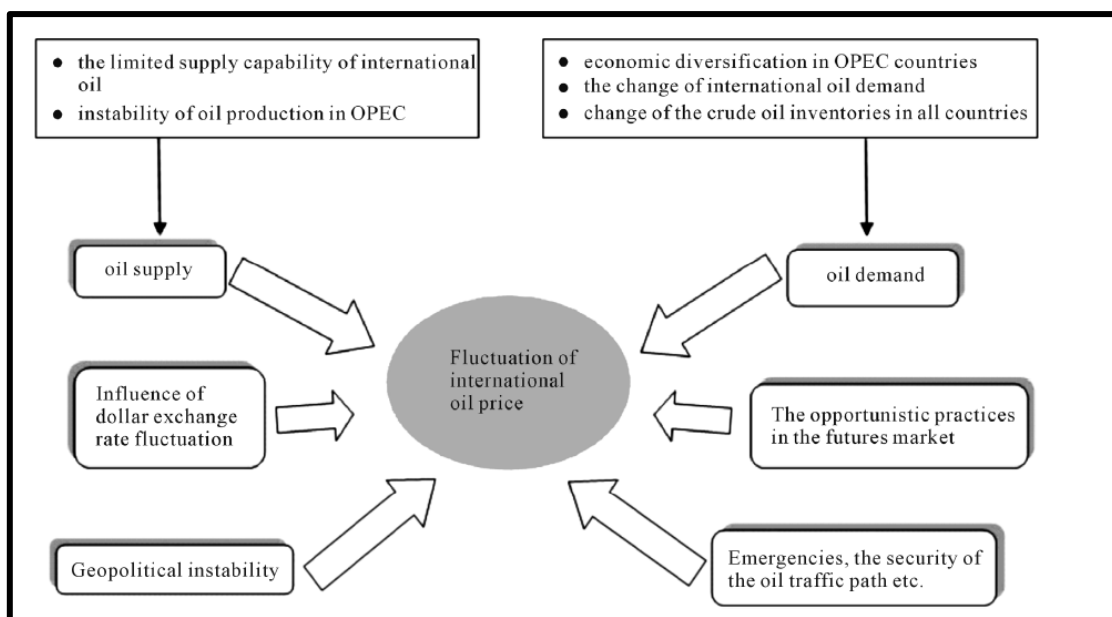 ● the limited supply capability of international
oil
● instability of oil production in OPEC
● economic diversification in OPEC countries
● the change of international oil demand
● change of the crude oil inventories in all countries
oil supply
oil demand
Fluctuation of
international
oil price
Influence of
dollar exchange
rate fluctuation
The opportunistic practices
in the futures market
Geopolitical instability
Emergencies, the security of
the oil traffic path etc.